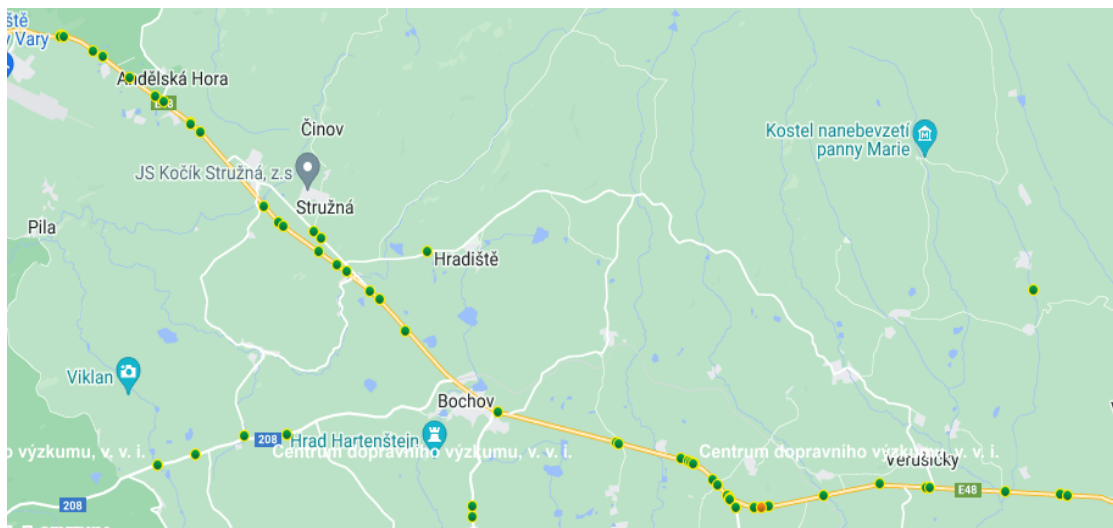 y Vary
Andělská Hora
E48
Činov
Kostel nanebevzetí
panny Marie
JS Kočík Stružná, z.s
Stružná
Pila
Hradiště
Viklan
Bochov
208
Hrad Hartenštejn
o výzkumu, v. v. i.
Centrum dopravního výzkumu, v. v. i.
Centrum dopravního výzkumu, v. v. i.
Verušičky
E48
208